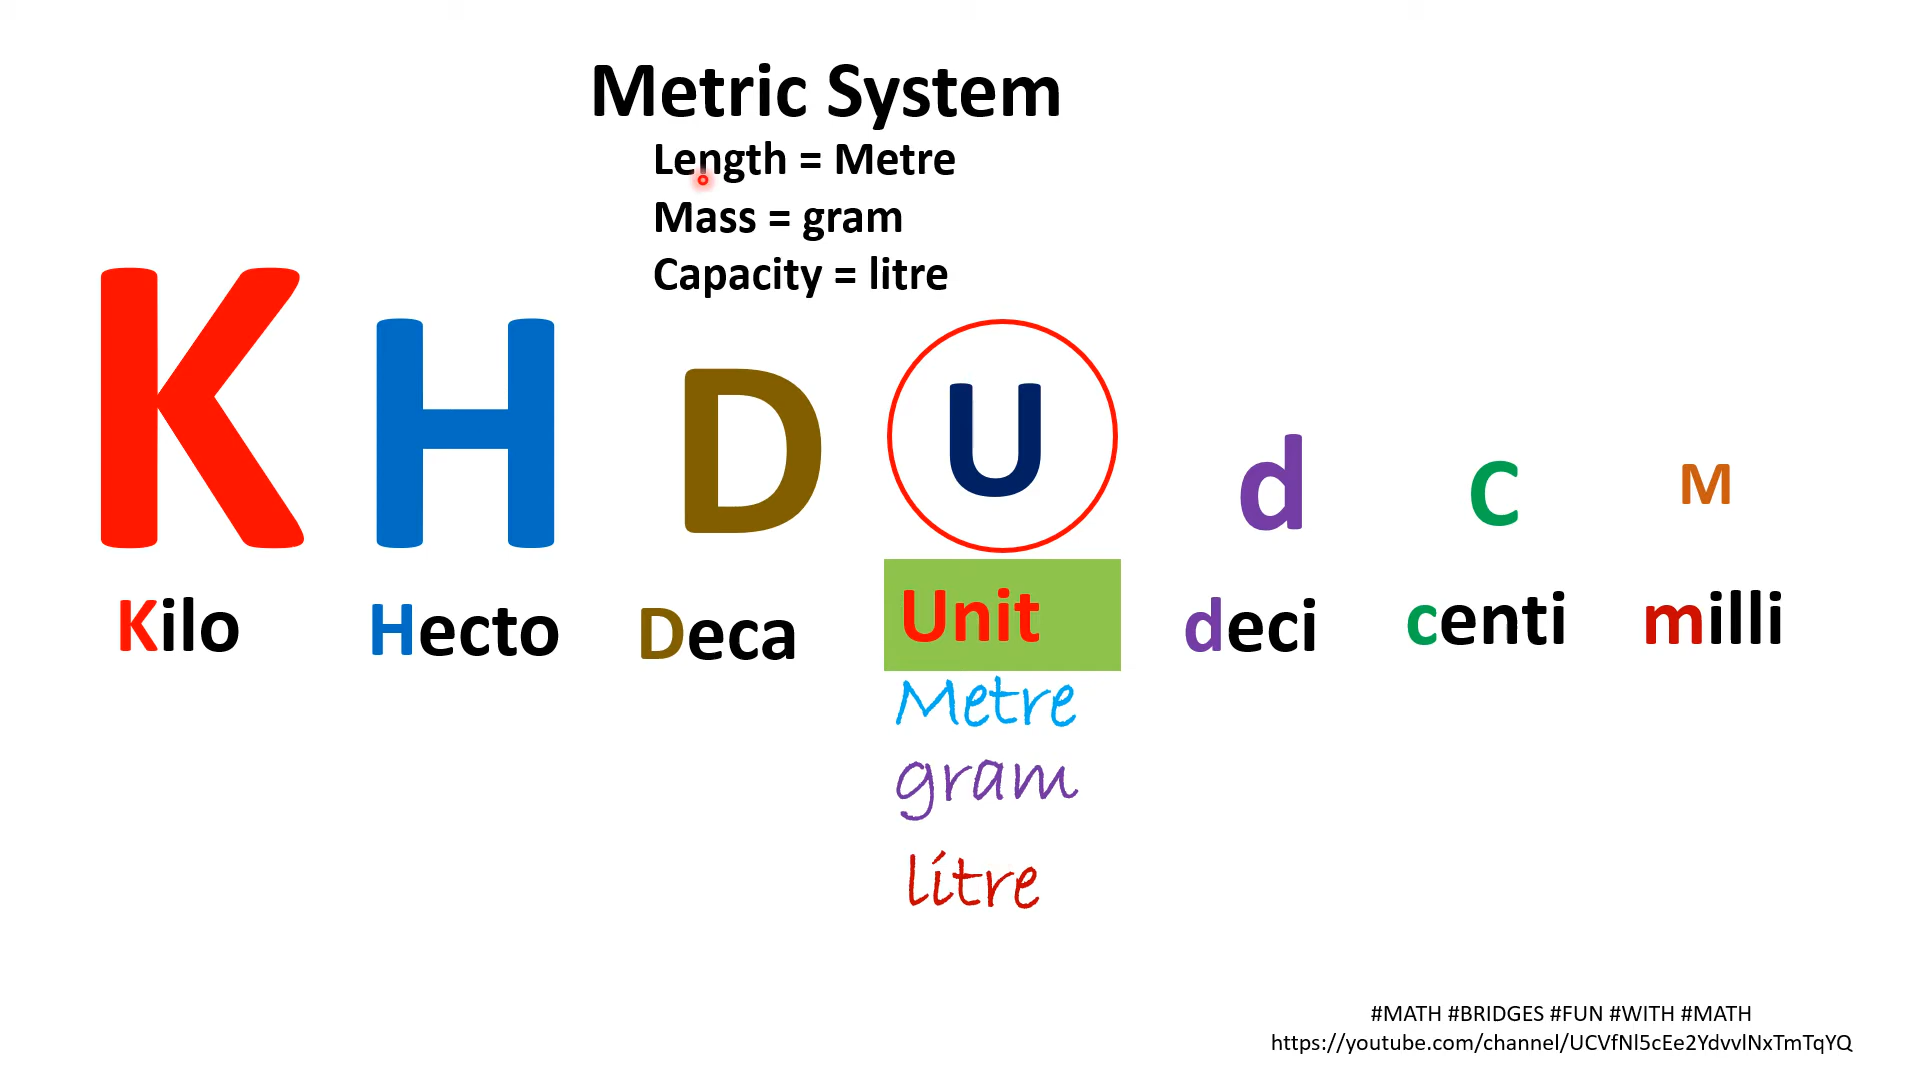 Metric System
Length = Metre
Mass = gram
Capacity = litre
K H D U d C M
Kilo Hecto Deca Unit deci centi milli
Metre
gram
litre
#MATH #BRIDGES #FUN #WITH #MATH
https://youtube.com/channel/UCVfNl5cEe2YdvvlNxTmTqYQ